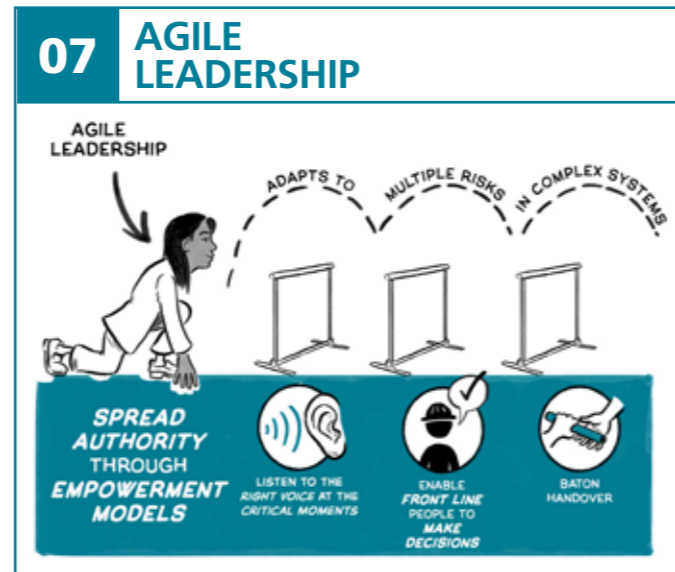 07
AGILE
LEADERSHIP
AGILE
LEADERSHIP
ADAPTS TO
MULTIPLE RISKS
IN COMPLEX SYSTEMS
SPREAD
AUTHORITY
THROUGH
EMPOWERMENT
MODELS
LISTEN TO THE
RIGHT VOICE AT THE
CRITICAL MOMENTS
ENABLE
FRONT LINE
PEOPLE TO
MAKE
DECISIONS
BATON
HANDOVER